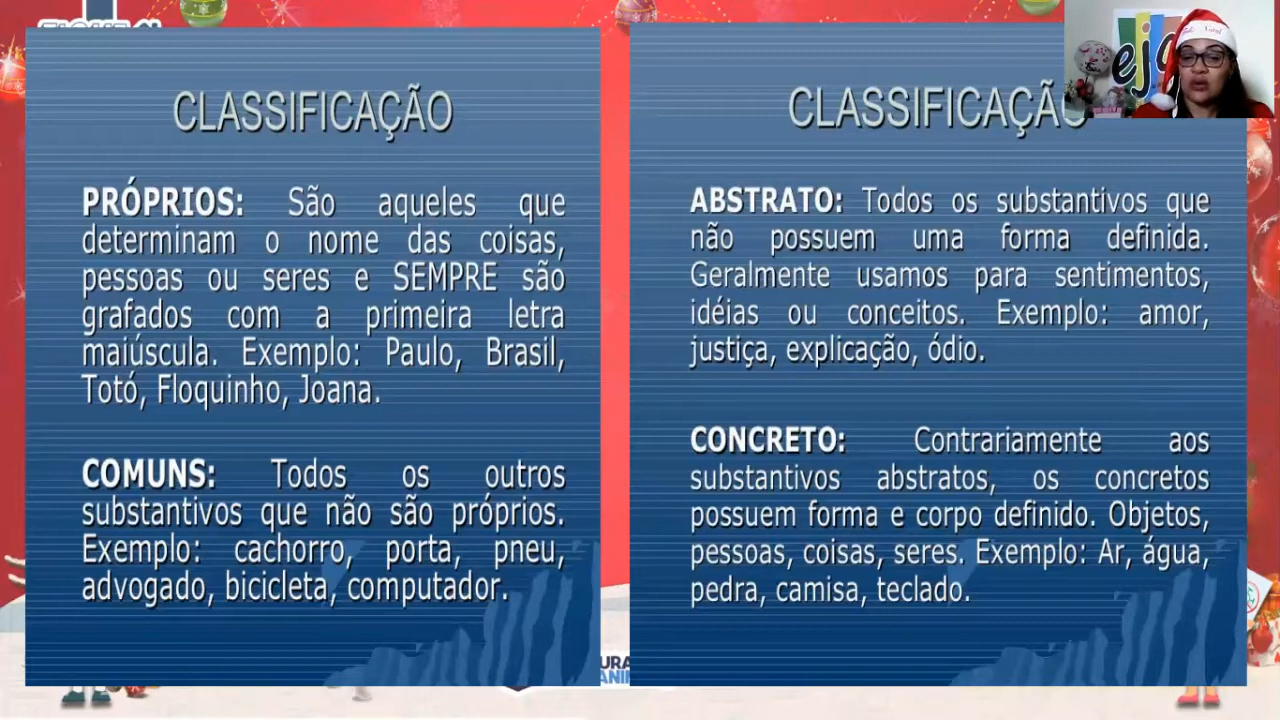 CLASSIFICAÇÃO
PRÓPRIOS: São aqueles que
determinam o nome das coisas,
pessoas ou seres e SEMPRE são
grafados com a primeira letra
maiúscula. Exemplo: Paulo, Brasil,
Totó, Floquinho, Joana.
COMUNS: Todos os outros
substantivos que não são próprios.
Exemplo: cachorro, porta, pneu,
advogado, bicicleta, computador.
CLASSIFICAÇÃO
ABSTRATO: Todos os substantivos que
não possuem uma forma definida.
Geralmente usamos para sentimentos,
idéias ou conceitos. Exemplo: amor,
justiça, explicação, ódio.
CONCRETO: Contrariamente aos
substantivos abstratos, os concretos
possuem forma e corpo definido. Objetos,
pessoas, coisas, seres. Exemplo: Ar, água,
pedra, camisa, teclado.